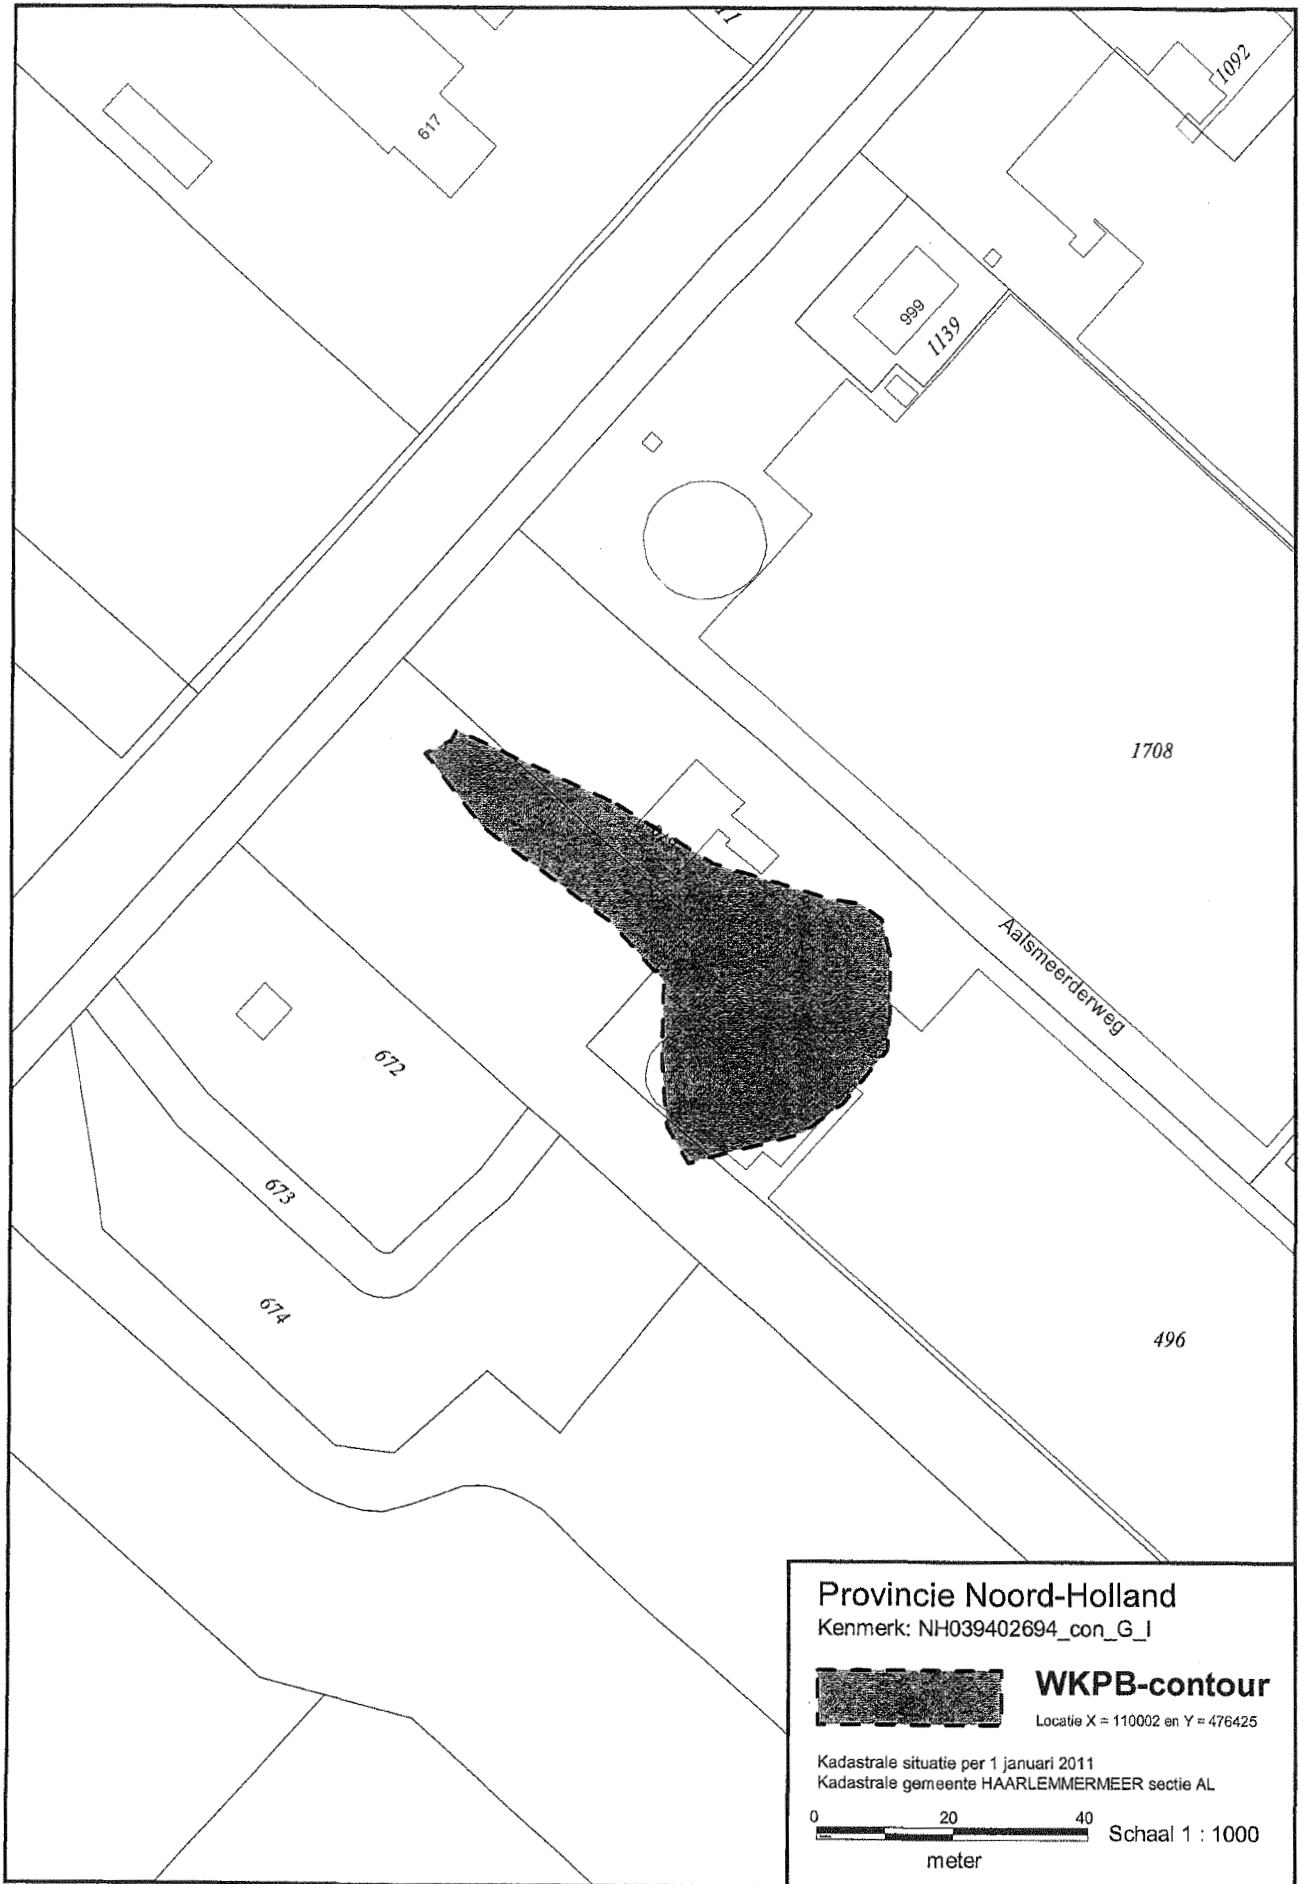 1092
617
999
1139
1708
Aalsmeerderweg
672
673
674
496
Provincie Noord-Holland
Kenmerk: NH039402694_con_G_I
WKPB-contour
Locatie X = 110002 en Y = 476425
Kadastrale situatie per 1 januari 2011
Kadastrale gemeente HAARLEMMERMEER sectie AL
0 20 40
Schaal 1 : 1000
meter